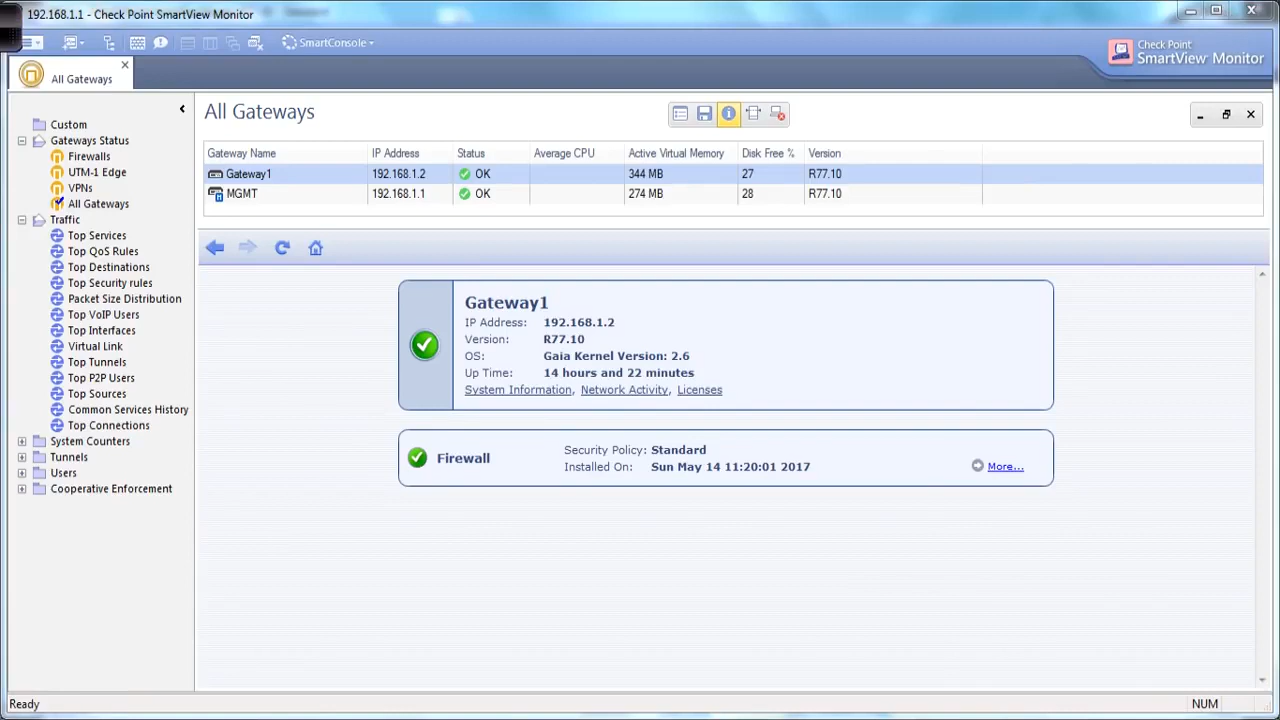 192.168.1.1 - Check Point SmartView Monitor
SmartConsole
Check Point
SmartView Monitor
All Gateways
Custom
Gateways Status
Firewalls
UTM-1 Edge
VPNs
All Gateways
Traffic
Top Services
Top QoS Rules
Top Destinations
Top Security rules
Packet Size Distribution
Top VoIP Users
Top Interfaces
Virtual Link
Top Tunnels
Top P2P Users
Top Sources
Common Services History
Top Connections
System Counters
Tunnels
Users
Cooperative Enforcement
All Gateways
Gateway Name IP Address Status Average CPU Active Virtual Memory Disk Free % Version
Gateway1 192.168.1.2 OK 344 MB 27 R77.10
MGMT 192.168.1.1 OK 274 MB 28 R77.10
Gateway1
IP Address: 192.168.1.2
Version: R77.10
OS: Gaia Kernel Version: 2.6
Up Time: 14 hours and 22 minutes
System Information, Network Activity, Licenses
Firewall
Security Policy: Standard
Installed On: Sun May 14 11:20:01 2017
More...
Ready
NUM